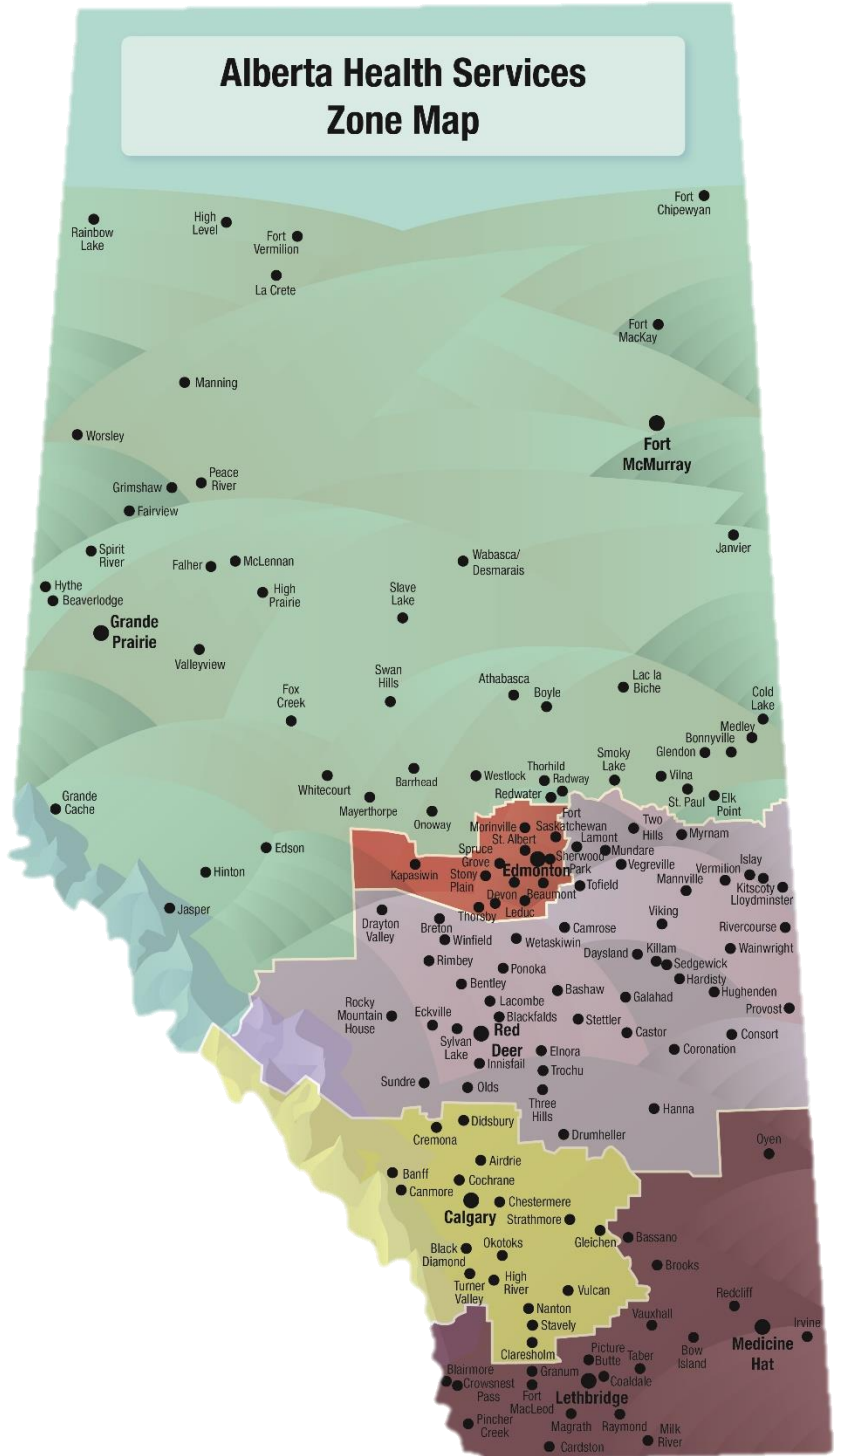 Alberta Health Services
Zone Map
Fort
Chipewyan
Rainbow
Lake
High
Level
Fort
Vermilion
La Crete
Fort
MacKay
Manning
Fort
McMurray
Worsley
Peace
River
Grimshaw
Fairview
Janvier
Spirit
River
Falher
McLennan
Wabasca/
Desmarais
Hythe
Beaverlodge
High
Prairie
Slave
Lake
Grande
Prairie
Valleyview
Fox
Creek
Swan
Hills
Athabasca
Boyle
Lac la
Biche
Cold
Lake
Medley
Bonnyville
Glendon
Whitecourt
Barrhead
Westlock
Thorhild
Radway
Redwater
Smoky
Lake
Vilna
St. Paul
Elk
Point
Grande
Cache
Mayerthorpe
Onoway
Morinville
Fort
Saskatchewan
St. Albert
Lamont
Two
Hills
Myrnam
Edson
Spruce
Grove
Kapasiwin
Stony
Plain
Edmonton
Sherwood
Park
Mundare
Vegreville
Islay
Vermilion
Mannville
Kitscoty
Lloydminster
Hinton
Devon
Beaumont
Tofield
Jasper
Thorsby
Leduc
Drayton
Valley
Breton
Winfield
Wetaskiwin
Camrose
Viking
Rivercourse
Daysland
Killam
Sedgewick
Wainwright
Rimbey
Ponoka
Hardisty
Bentley
Bashaw
Galahad
Hughenden
Provost
Rocky
Mountain
House
Eckville
Lacombe
Blackfalds
Stettler
Sylvan
Lake
Red
Deer
Castor
Consort
Coronation
Innisfail
Elnora
Trochu
Sundre
Olds
Three
Hills
Hanna
Didsbury
Cremona
Drumheller
Oyen
Airdrie
Banff
Cochrane
Canmore
Chestermere
Calgary
Strathmore
Gleichen
Bassano
Black
Diamond
Okotoks
Brooks
Turner
Valley
High
River
Vulcan
Redcliff
Nanton
Stavely
Vauxhall
Medicine
Hat
Irvine
Bow
Island
Claresholm
Picture
Butte
Taber
Blairmore
Crowsnest
Pass
Granum
Coaldale
Fort
MacLeod
Lethbridge
Pincher
Creek
Magrath
Raymond
Milk
River
Cardston